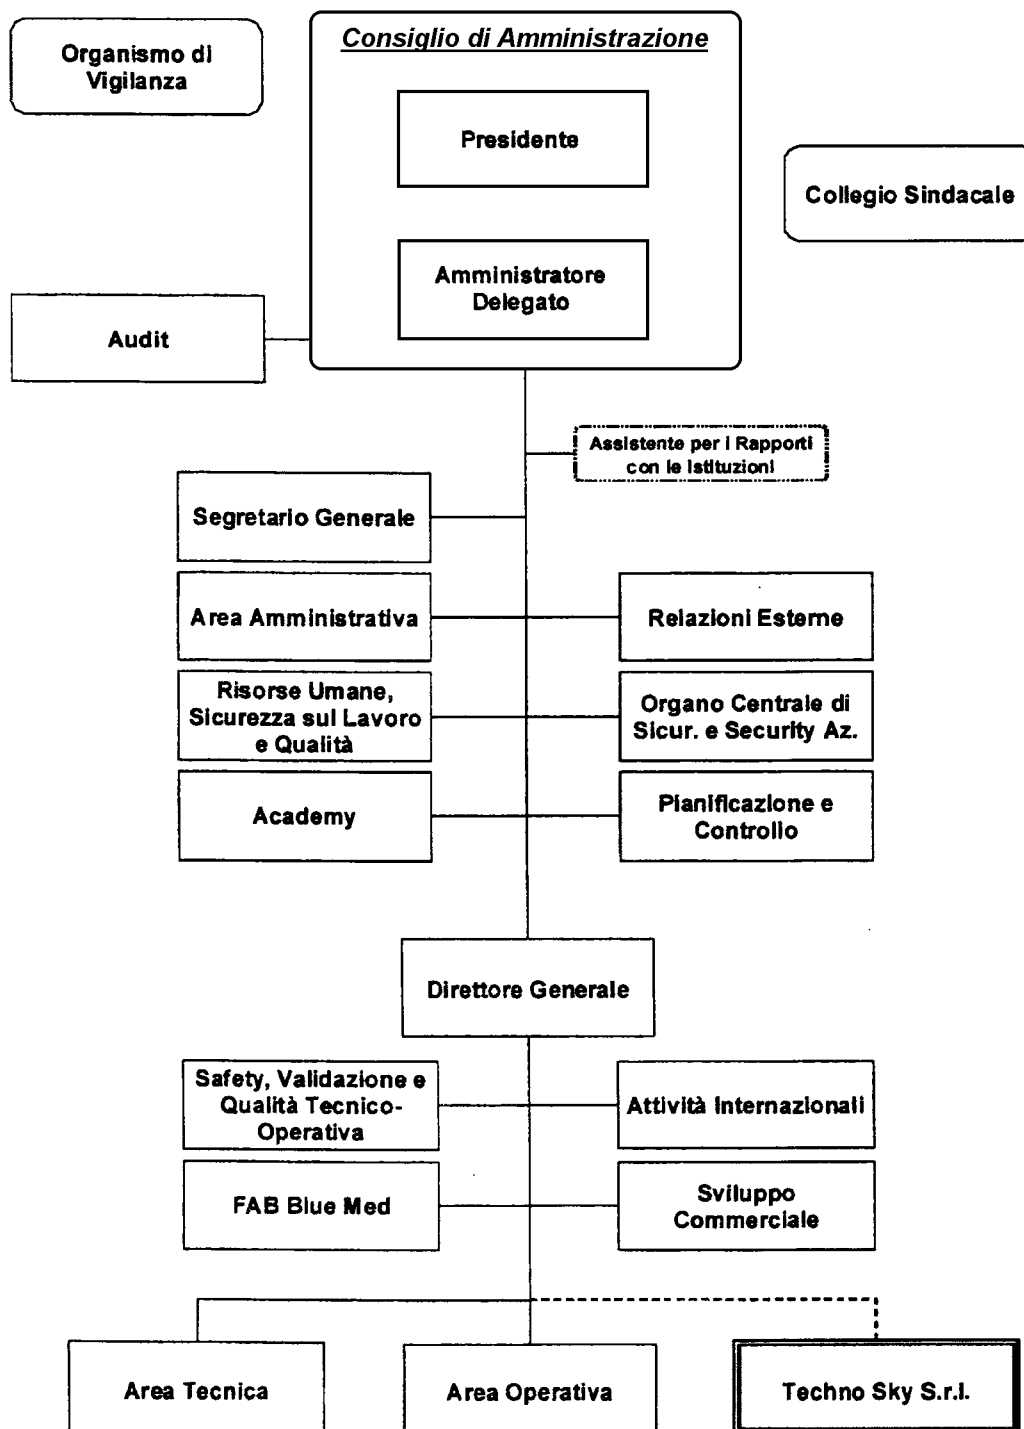 Organismo di
Vigilanza
Consiglio di Amministrazione
Presidente
Collegio Sindacale
Amministratore
Delegato
Audit
Assistente per i Rapporti
con le Istituzioni
Segretario Generale
Area Amministrativa
Relazioni Esterne
Risorse Umane,
Sicurezza sul Lavoro
e Qualità
Organo Centrale di
Sicur. e Security Az.
Academy
Pianificazione e
Controllo
Direttore Generale
Safety, Validazione e
Qualità Tecnico-
Operativa
Attività Internazionali
FAB Blue Med
Sviluppo
Commerciale
Area Tecnica
Area Operativa
Techno Sky S.r.l.